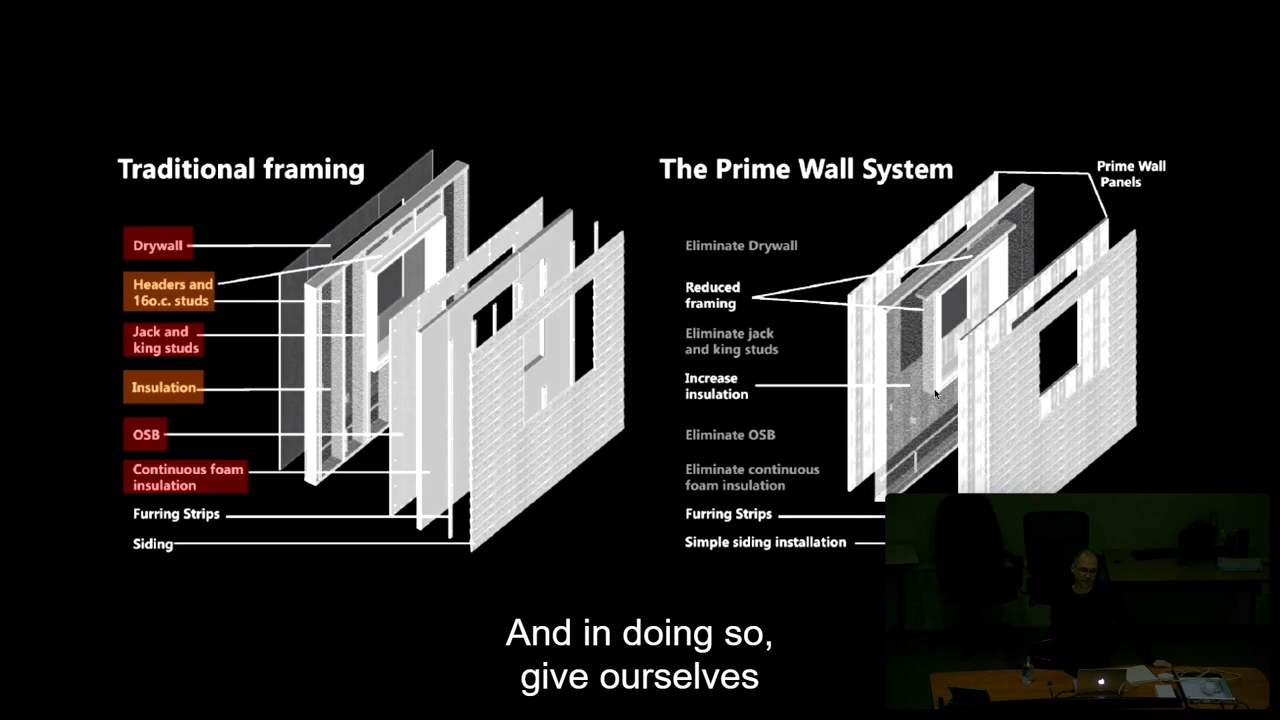 Traditional framing
Drywall
Headers and
16o.c. studs
Jack and
king studs
Insulation
OSB
Continuous foam
insulation
Furring Strips
Siding
The Prime Wall System
Prime Wall
Panels
Eliminate Drywall
Reduced
framing
Eliminate jack
and king studs
Increase
insulation
Eliminate OSB
Eliminate continuous
foam insulation
Furring Strips
Simple siding installation
And in doing so,
give ourselves